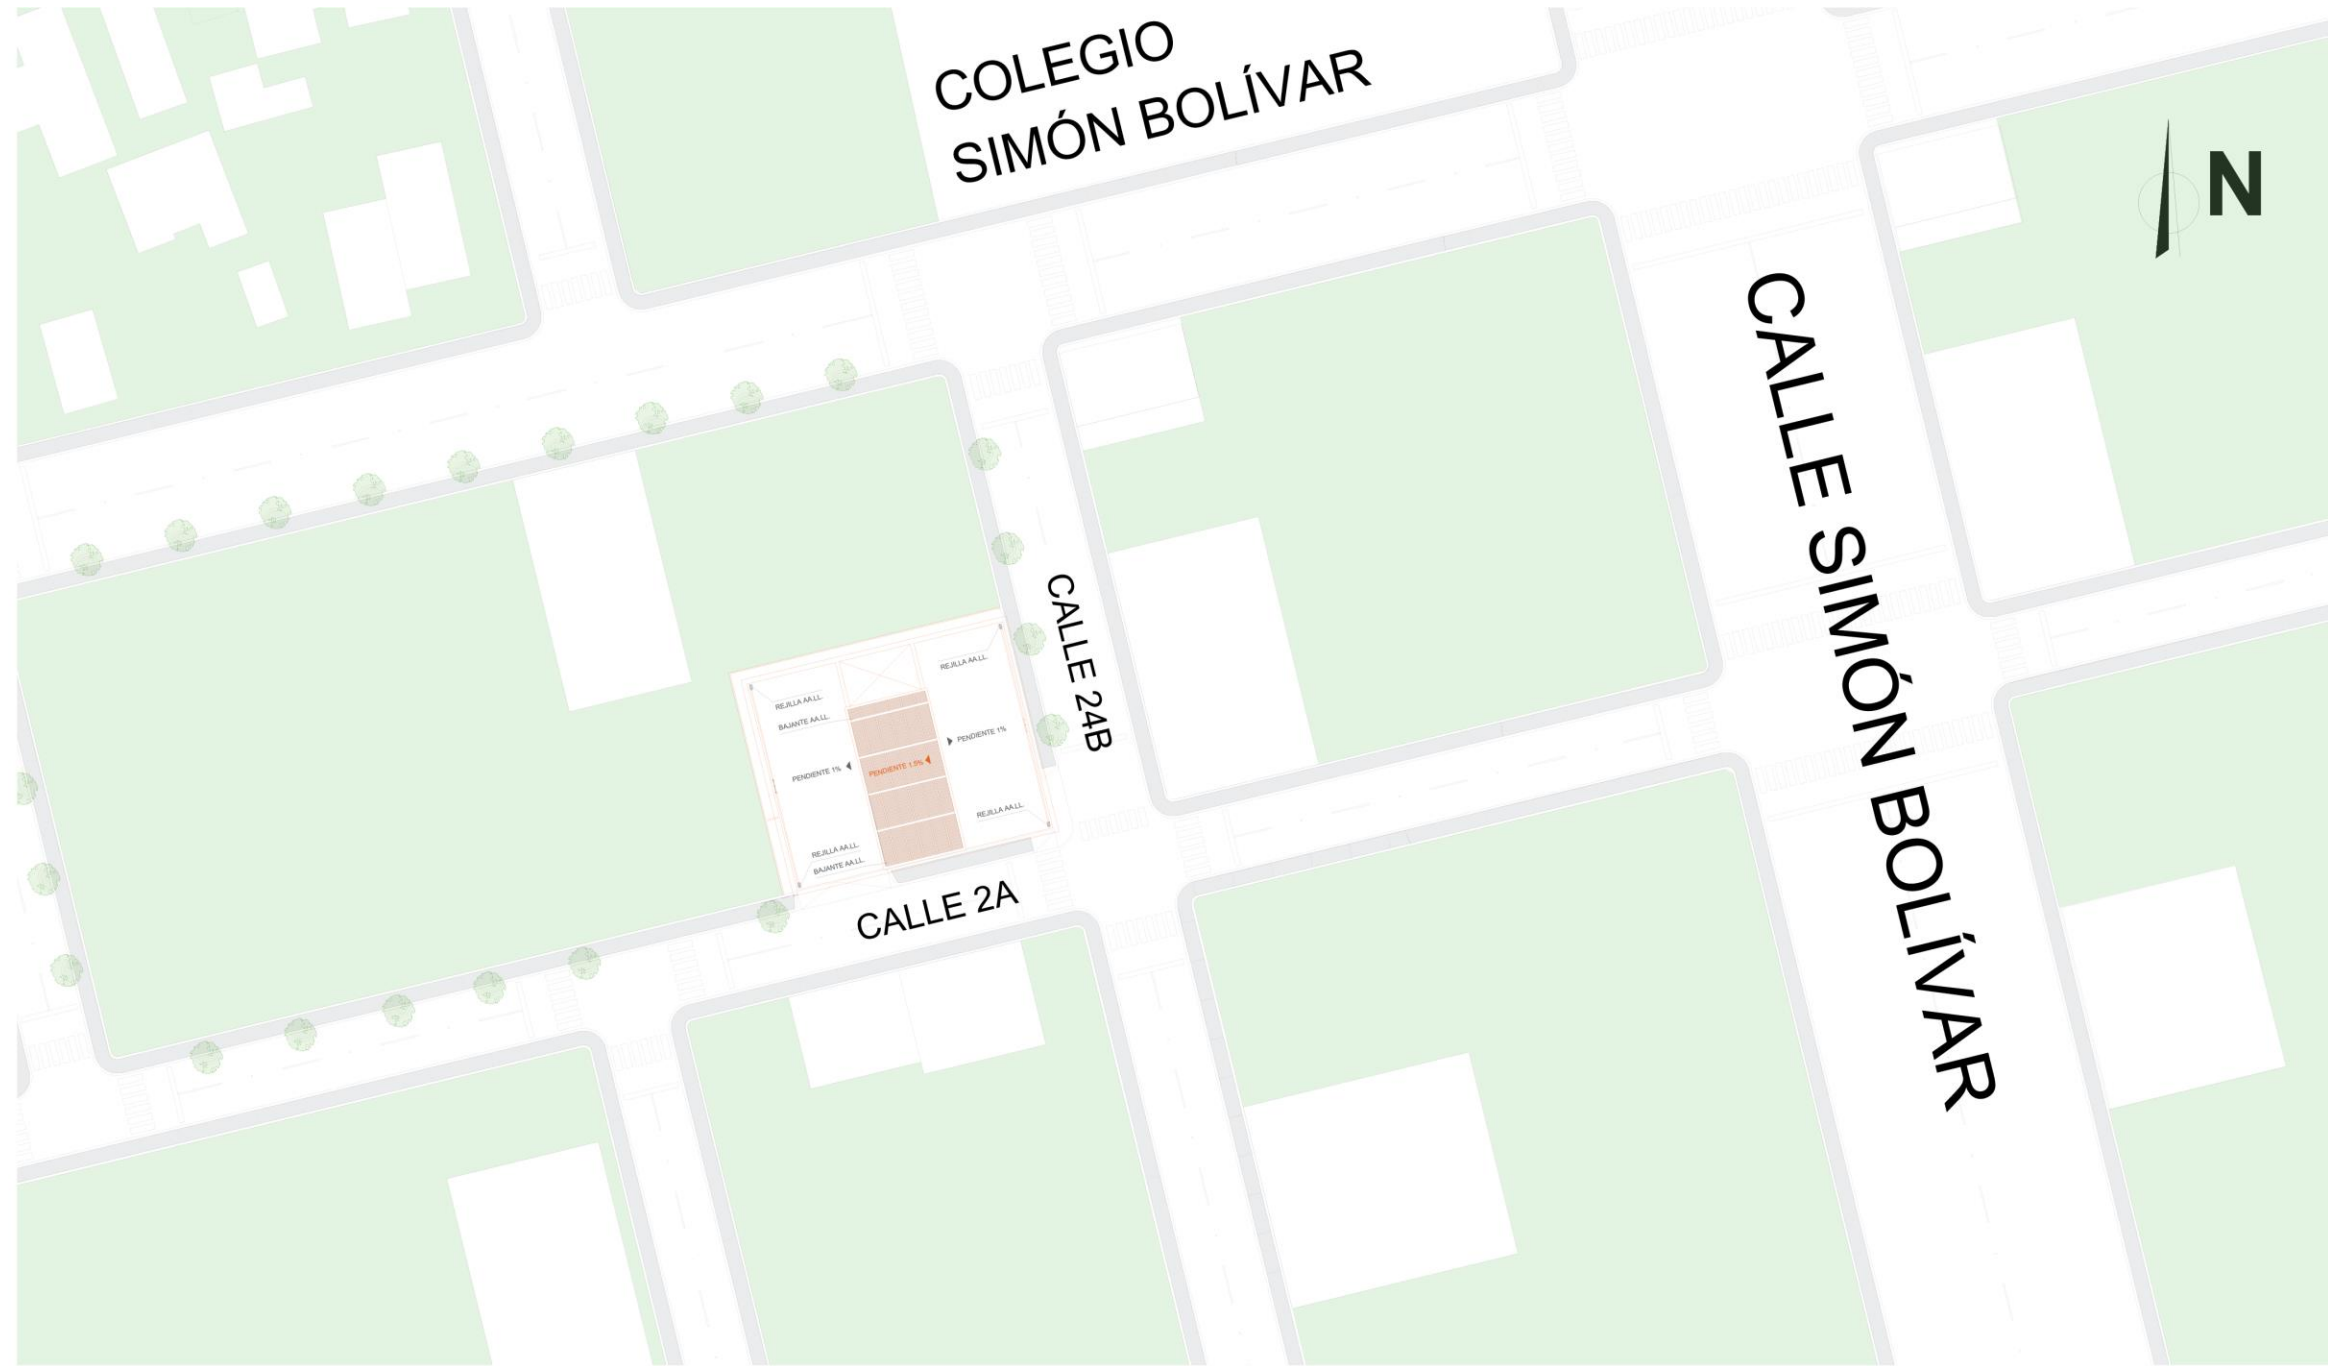 COLEGIO
SIMÓN BOLÍVAR
N
CALLE SIMÓN BOLÍVAR
CALLE 24B
REJILLA AA.LL.
REJILLA AA.LL.
BAJANTE AA.LL.
PENDIENTE 1%
PENDIENTE 1%
PENDIENTE 1.5%
REJILLA AA.LL.
REJILLA AA.LL.
BAJANTE AA.LL.
CALLE 2A